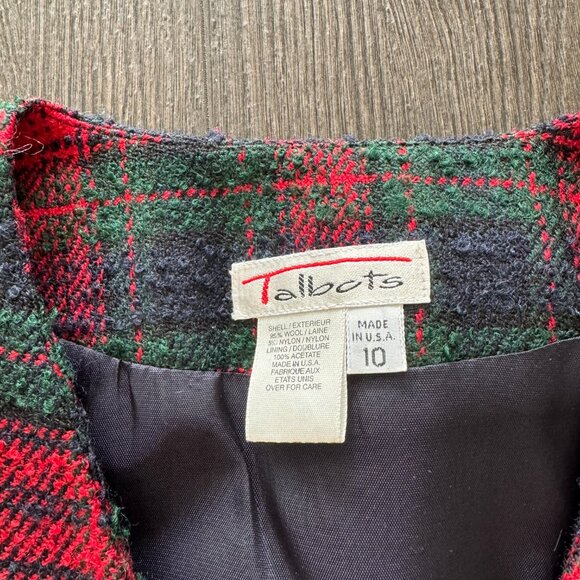 Talbots
SHELL / EXTERIEUR
95% WOOL / LAINE
5% NYLON / NYLON
LINING / DOUBLURE
100% ACETATE
MADE IN U.S.A.
FABRIQUE AUX
ETATS UNIS
OVER FOR CARE
MADE
IN U.S.A.
10